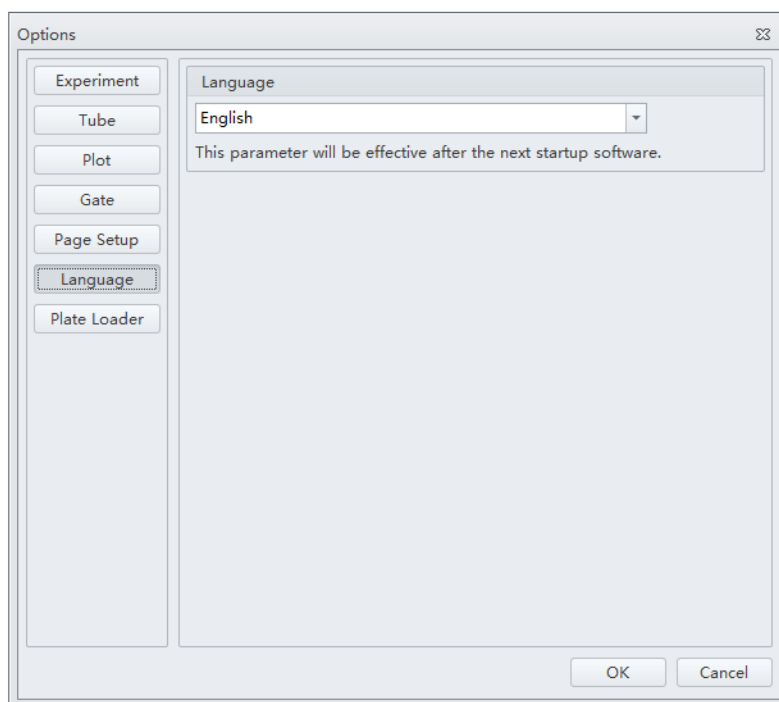 Options
Experiment
Tube
Plot
Gate
Page Setup
Language
Plate Loader
Language
English
This parameter will be effective after the next startup software.
OK
Cancel